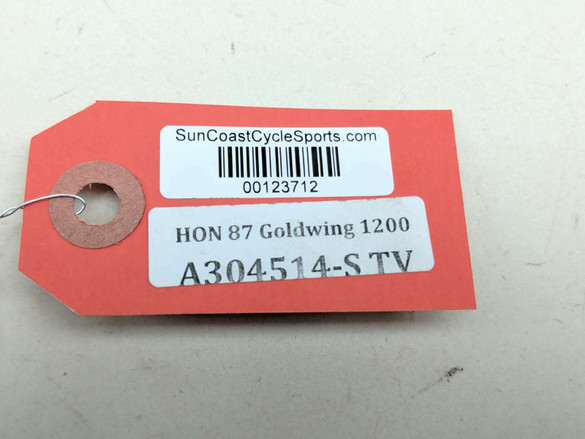 SunCoastCycleSports.com
00123712
HON 87 Goldwing 1200
A304514-S TV